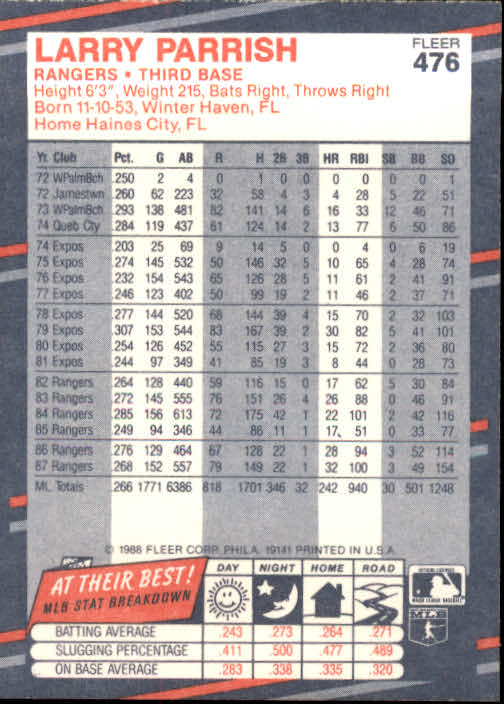 LARRY PARRISH
FLEER
476
RANGERS • THIRD BASE
Height 6'3", Weight 215, Bats Right, Throws Right
Born 11-10-53, Winter Haven, FL
Home Haines City, FL
Yr. Club Pct. G AB R H 2B 3B HR RBI SB BB SO
72 WPalmBch .250 2 4 0 1 0 0 0 0 0 0 1
72 Jamestwn .260 62 223 32 58 4 3 4 28 5 22 51
73 WPalmBch .293 138 481 82 141 14 6 16 33 12 46 71
74 Queb Cty .284 119 437 61 124 14 2 13 77 6 50 86
74 Expos .203 25 69 9 14 5 0 0 4 0 6 19
75 Expos .274 145 532 50 146 32 5 10 65 4 28 74
76 Expos .232 154 543 65 126 28 5 11 61 2 41 91
77 Expos .246 123 402 50 99 19 2 11 46 2 37 71
78 Expos .277 144 520 68 144 39 4 15 70 2 32 103
79 Expos .307 153 544 83 167 39 2 30 82 5 41 101
80 Expos .254 126 452 55 115 27 3 15 72 2 36 80
81 Expos .244 97 349 41 85 19 3 8 44 0 28 73
82 Rangers .264 128 440 59 116 15 0 17 62 5 30 84
83 Rangers .272 145 555 76 151 26 4 26 88 0 46 91
84 Rangers .285 156 613 72 175 42 1 22 101 2 42 116
85 Rangers .249 94 346 44 86 11 1 17 51 0 33 77
86 Rangers .276 129 464 67 128 22 1 28 94 3 52 114
87 Rangers .268 152 557 79 149 22 1 32 100 3 49 154
ML Totals .266 1771 6386 818 1701 346 32 242 940 30 501 1248
© 1988 FLEER CORP. PHILA. 19141 PRINTED IN U.S.A.
AT THEIR BEST!
MLB STAT BREAKDOWN
DAY NIGHT HOME ROAD
BATTING AVERAGE .243 .273 .264 .271
SLUGGING PERCENTAGE .411 .500 .477 .489
ON BASE AVERAGE .283 .338 .335 .320
MLB